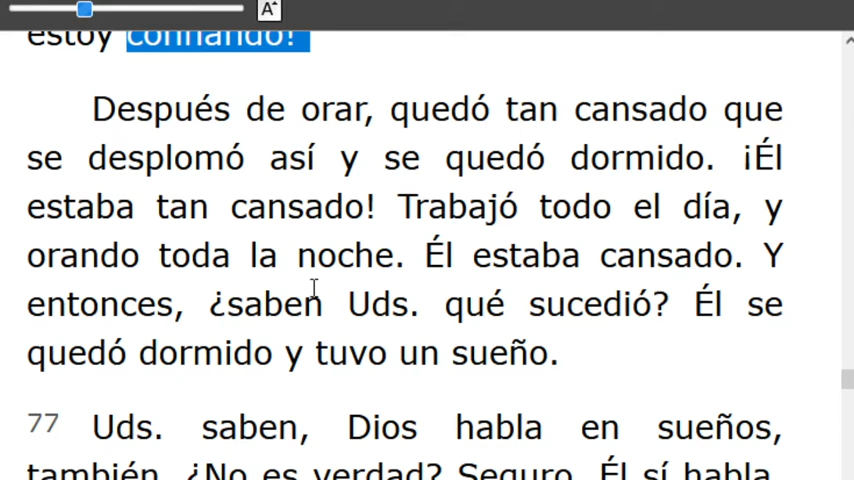 A
estoy confiando!
Después de orar, quedó tan cansado que
se desplomó así y se quedó dormido. ¡Él
estaba tan cansado! Trabajó todo el día, y
orando toda la noche. Él estaba cansado. Y
entonces, ¿saben Uds. qué sucedió? Él se
quedó dormido y tuvo un sueño.
77 Uds. saben, Dios habla en sueños,
también. ¿No es verdad? Seguro. Él sí habla